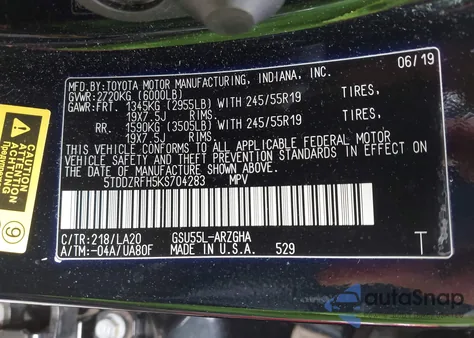 MFD.BY:TOYOTA MOTOR MANUFACTURING, INDIANA, INC. 06/19
GVWR:2720KG (6000LB)
GAWR:FRT. 1345KG (2955LB) WITH 245/55R19 TIRES,
19X7.5J RIMS.
RR. 1590KG (3505LB) WITH 245/55R19 TIRES,
19X7.5J RIMS.
THIS VEHICLE CONFORMS TO ALL APPLICABLE FEDERAL MOTOR
VEHICLE SAFETY AND THEFT PREVENTION STANDARDS IN EFFECT ON
THE DATE OF MANUFACTURE SHOWN ABOVE.
5TDDZRFH5KS704283 MPV
C/TR:218/LA20 GSU55L-ARZGHA
A/TM:-04A/UA80F MADE IN U.S.A. 529 T
CAUTION
9
autoSnap